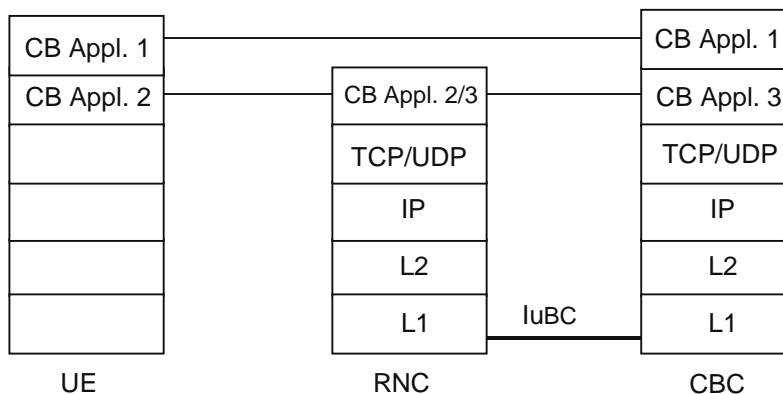 CB Appl. 1
CB Appl. 2
UE
CB Appl. 2/3
TCP/UDP
IP
L2
L1
RNC
IuBC
CB Appl. 1
CB Appl. 3
TCP/UDP
IP
L2
L1
CBC